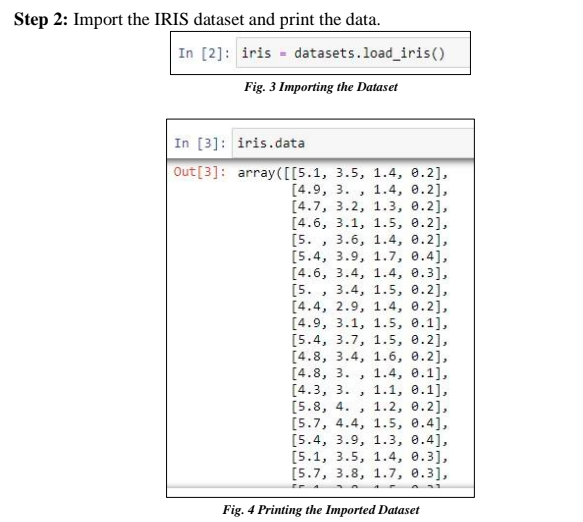 Step 2: Import the IRIS dataset and print the data.
In [2]: iris = datasets.load_iris()
Fig. 3 Importing the Dataset
In [3]: iris.data
Out[3]: array([[5.1, 3.5, 1.4, 0.2],
[4.9, 3. , 1.4, 0.2],
[4.7, 3.2, 1.3, 0.2],
[4.6, 3.1, 1.5, 0.2],
[5. , 3.6, 1.4, 0.2],
[5.4, 3.9, 1.7, 0.4],
[4.6, 3.4, 1.4, 0.3],
[5. , 3.4, 1.5, 0.2],
[4.4, 2.9, 1.4, 0.2],
[4.9, 3.1, 1.5, 0.1],
[5.4, 3.7, 1.5, 0.2],
[4.8, 3.4, 1.6, 0.2],
[4.8, 3. , 1.4, 0.1],
[4.3, 3. , 1.1, 0.1],
[5.8, 4. , 1.2, 0.2],
[5.7, 4.4, 1.5, 0.4],
[5.4, 3.9, 1.3, 0.4],
[5.1, 3.5, 1.4, 0.3],
[5.7, 3.8, 1.7, 0.3],
Fig. 4 Printing the Imported Dataset